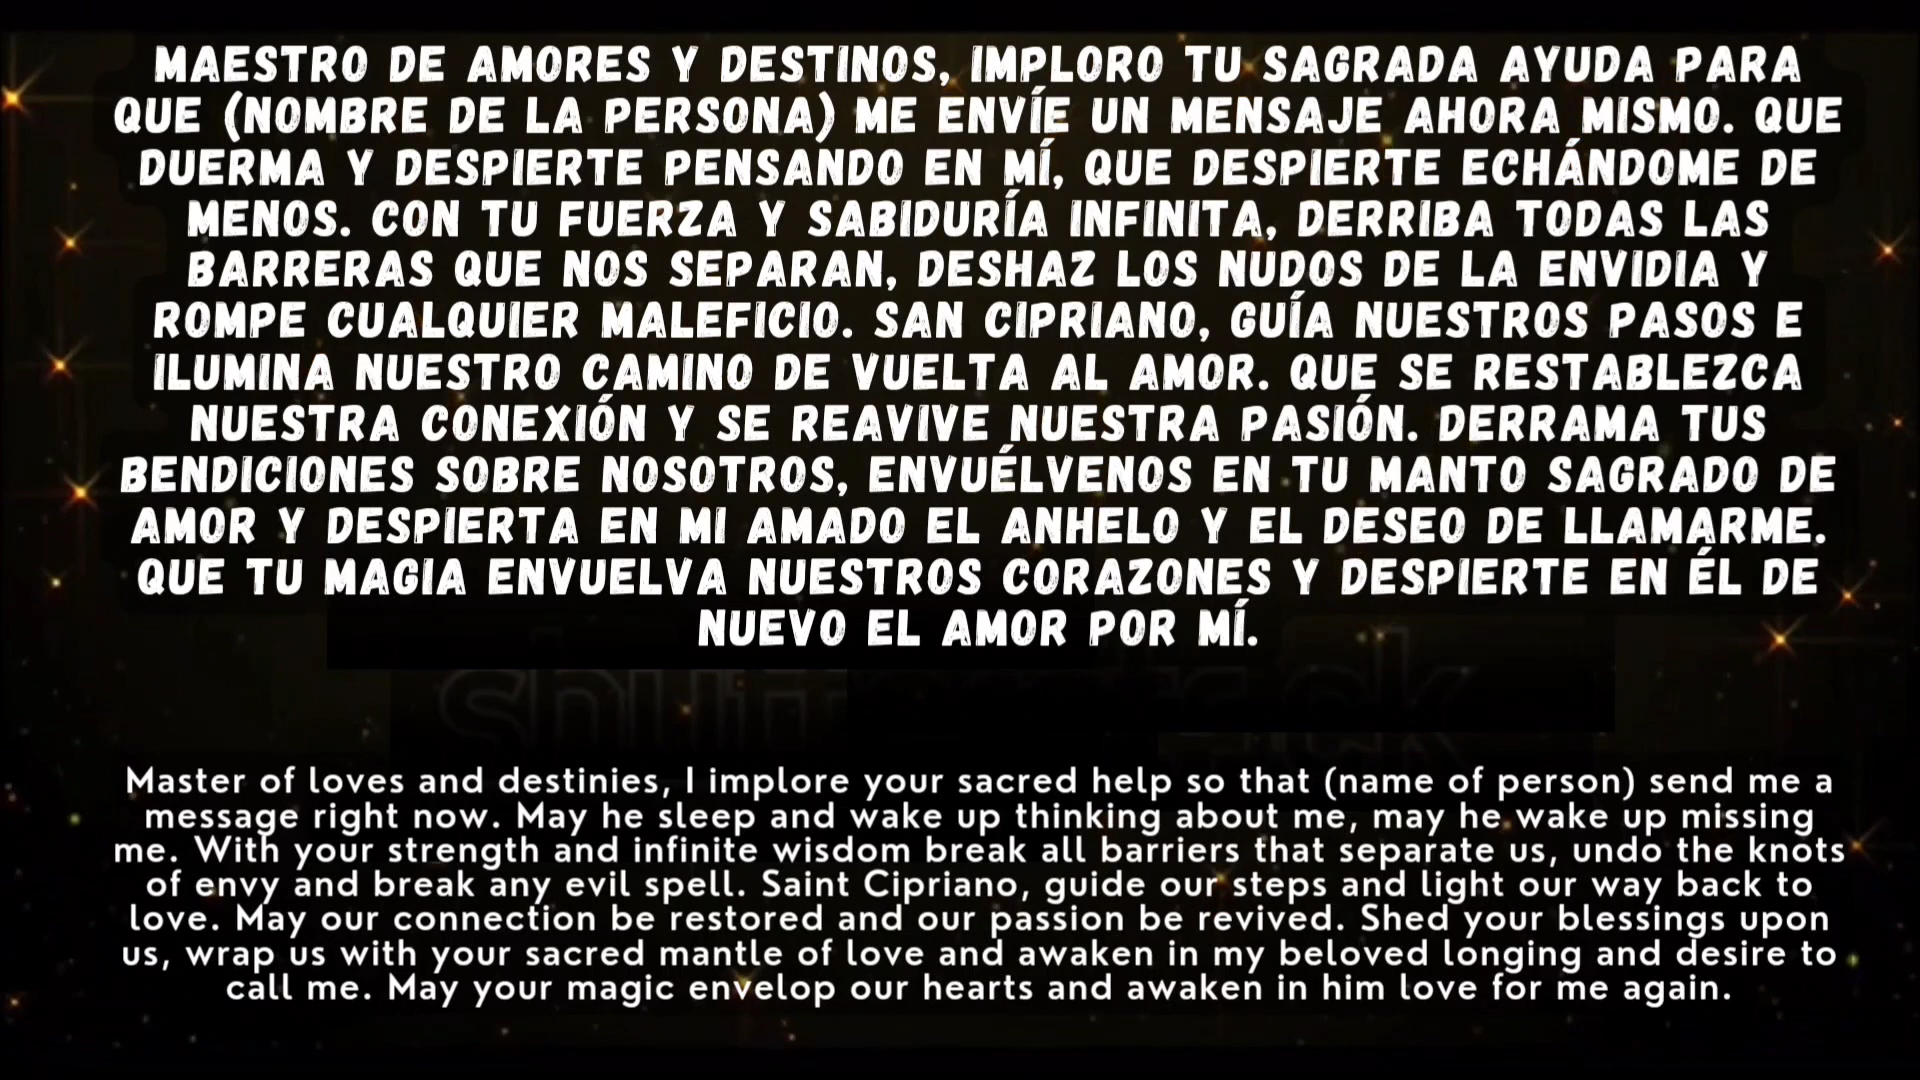 MAESTRO DE AMORES Y DESTINOS, IMPLORO TU SAGRADA AYUDA PARA
QUE (NOMBRE DE LA PERSONA) ME ENVÍE UN MENSAJE AHORA MISMO. QUE
DUERMA Y DESPIERTE PENSANDO EN MÍ, QUE DESPIERTE ECHÁNDOME DE
MENOS. CON TU FUERZA Y SABIDURÍA INFINITA, DERRIBA TODAS LAS
BARRERAS QUE NOS SEPARAN, DESHAZ LOS NUDOS DE LA ENVIDIA Y
ROMPE CUALQUIER MALEFICIO. SAN CIPRIANO, GUÍA NUESTROS PASOS E
ILUMINA NUESTRO CAMINO DE VUELTA AL AMOR. QUE SE RESTABLEZCA
NUESTRA CONEXIÓN Y SE REAVIVE NUESTRA PASIÓN. DERRAMA TUS
BENDICIONES SOBRE NOSOTROS, ENVUÉLVENOS EN TU MANTO SAGRADO DE
AMOR Y DESPIERTA EN MI AMADO EL ANHELO Y EL DESEO DE LLAMARME.
QUE TU MAGIA ENVUELVA NUESTROS CORAZONES Y DESPIERTE EN ÉL DE
NUEVO EL AMOR POR MÍ.
Master of loves and destinies, I implore your sacred help so that (name of person) send me a
message right now. May he sleep and wake up thinking about me, may he wake up missing
me. With your strength and infinite wisdom break all barriers that separate us, undo the knots
of envy and break any evil spell. Saint Cipriano, guide our steps and light our way back to
love. May our connection be restored and our passion be revived. Shed your blessings upon
us, wrap us with your sacred mantle of love and awaken in my beloved longing and desire to
call me. May your magic envelop our hearts and awaken in him love for me again.